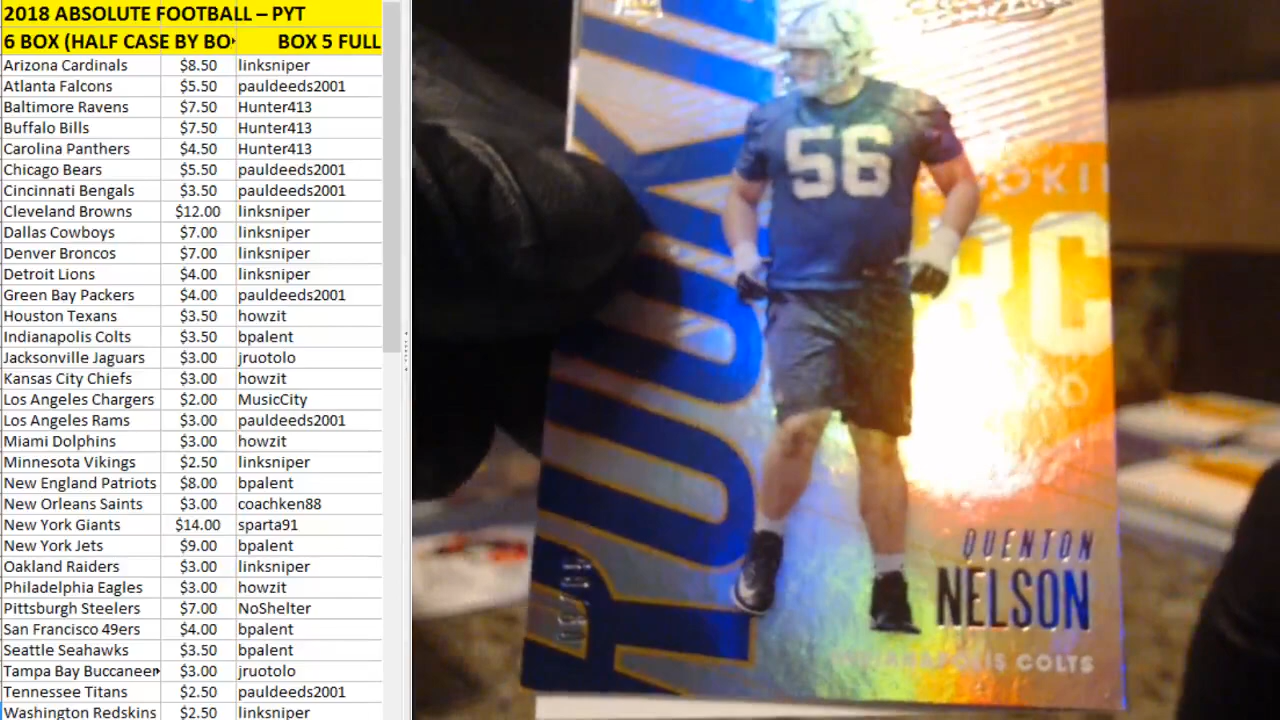 2018 ABSOLUTE FOOTBALL – PYT
6 BOX (HALF CASE BY BO BOX 5 FULL
Arizona Cardinals $8.50 linksniper
Atlanta Falcons $5.50 pauldeeds2001
Baltimore Ravens $7.50 Hunter413
Buffalo Bills $7.50 Hunter413
Carolina Panthers $4.50 Hunter413
Chicago Bears $5.50 pauldeeds2001
Cincinnati Bengals $3.50 pauldeeds2001
Cleveland Browns $12.00 linksniper
Dallas Cowboys $7.00 linksniper
Denver Broncos $7.00 linksniper
Detroit Lions $4.00 linksniper
Green Bay Packers $4.00 pauldeeds2001
Houston Texans $3.50 howzit
Indianapolis Colts $3.50 bpalent
Jacksonville Jaguars $3.00 jruotolo
Kansas City Chiefs $3.00 howzit
Los Angeles Chargers $2.00 MusicCity
Los Angeles Rams $3.00 pauldeeds2001
Miami Dolphins $3.00 howzit
Minnesota Vikings $2.50 linksniper
New England Patriots $8.00 bpalent
New Orleans Saints $3.00 coachken88
New York Giants $14.00 sparta91
New York Jets $9.00 bpalent
Oakland Raiders $3.00 linksniper
Philadelphia Eagles $3.00 howzit
Pittsburgh Steelers $7.00 NoShelter
San Francisco 49ers $4.00 bpalent
Seattle Seahawks $3.50 bpalent
Tampa Bay Buccaneer $3.00 jruotolo
Tennessee Titans $2.50 pauldeeds2001
Washington Redskins $2.50 linksniper
ROOKIE
56
RC
QUENTON
NELSON
INDIANAPOLIS COLTS